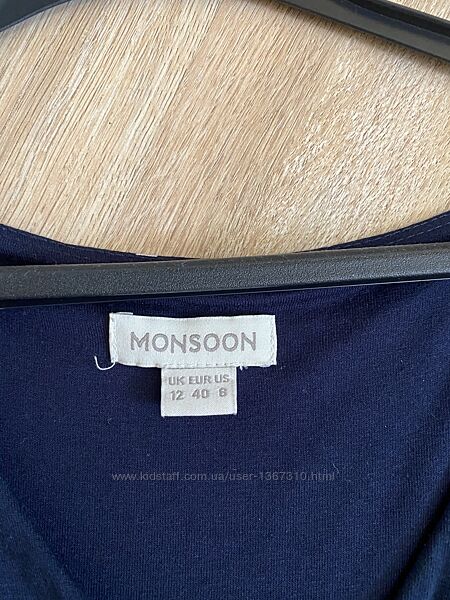 MONSOON
UK EUR US
12 40 8
www.kidstaff.com.ua/user-1367310.html